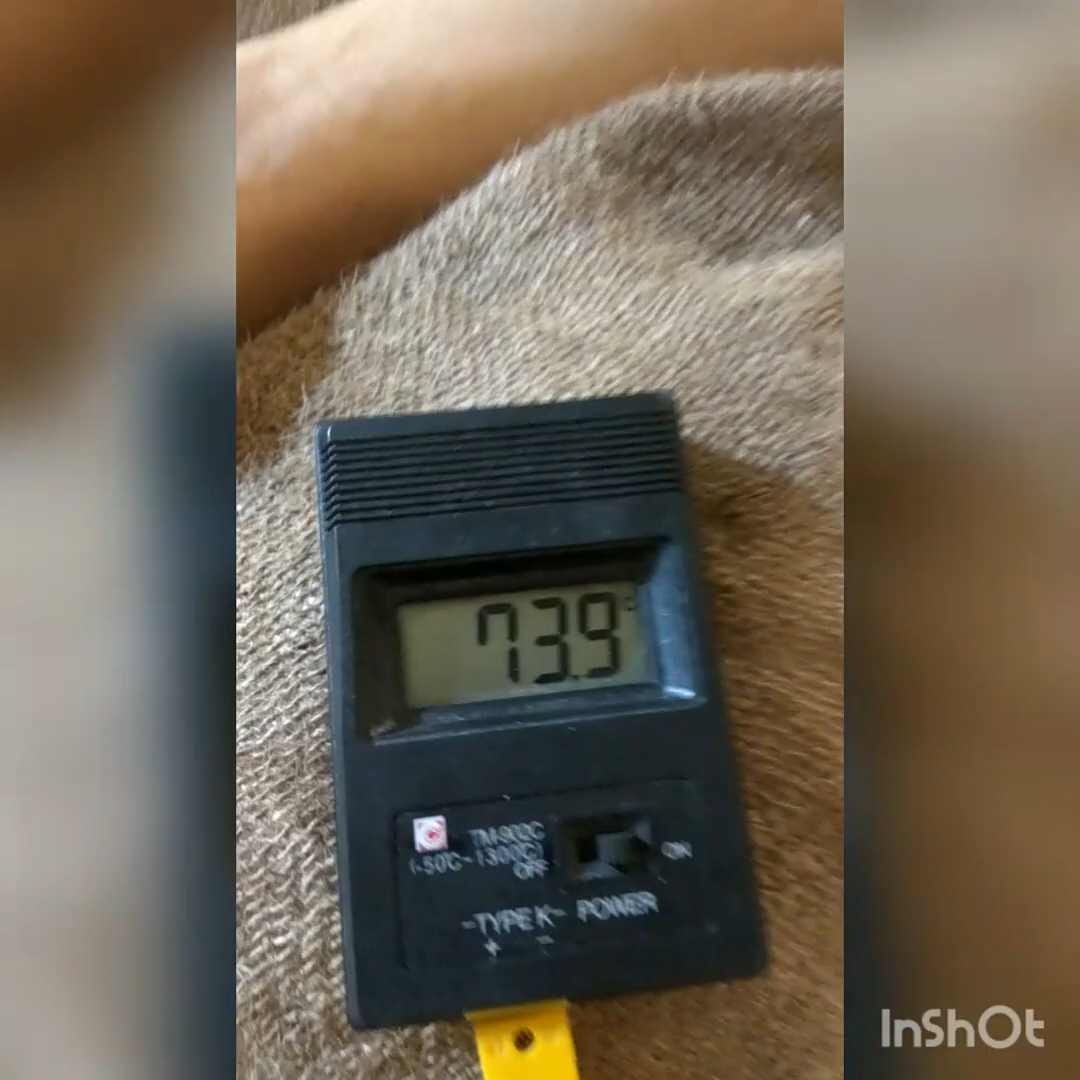 73.9°
TM-902C
(-50℃~1300℃)
OFF
ON
-TYPE K- POWER
+ -
InShOt